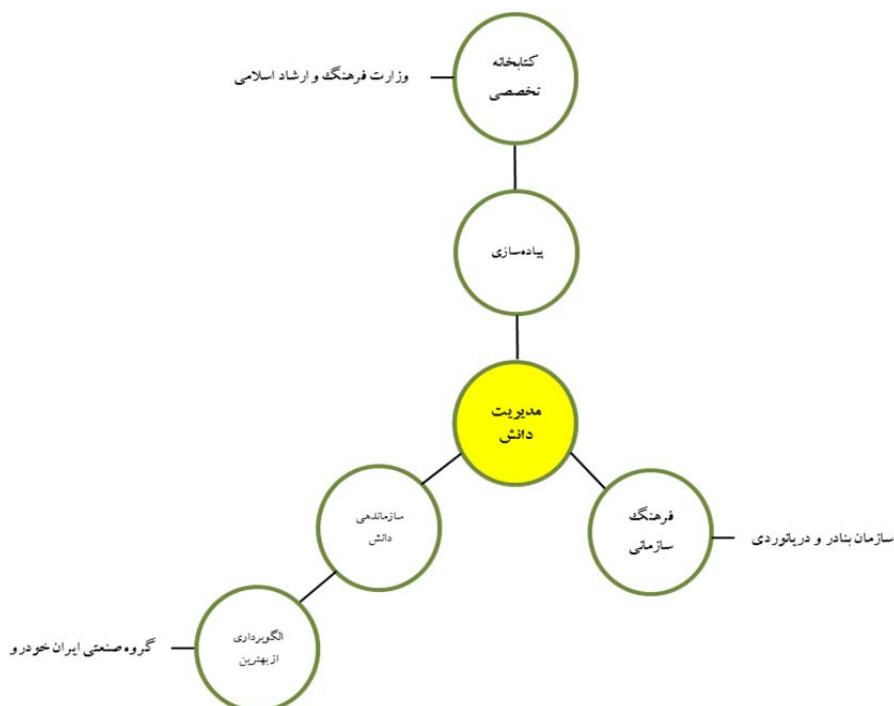 کتابخانه
تخصصی
وزارت فرهنگ و ارشاد اسلامی
پیاده‌سازی
مدیریت
دانش
سازماندهی
دانش
فرهنگ
سازمانی
سازمان بنادر و دریانوردی
الگوبرداری
از بهترین
گروه صنعتی ایران خودرو